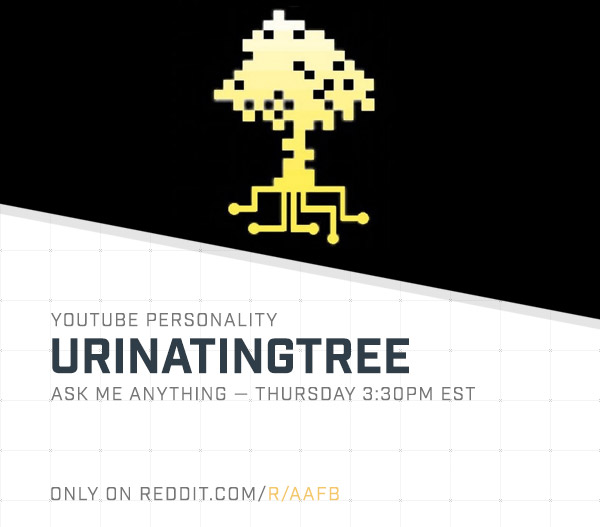 YOUTUBE PERSONALITY
URINATINGTREE
ASK ME ANYTHING — THURSDAY 3:30PM EST
ONLY ON REDDIT.COM/R/AAFB